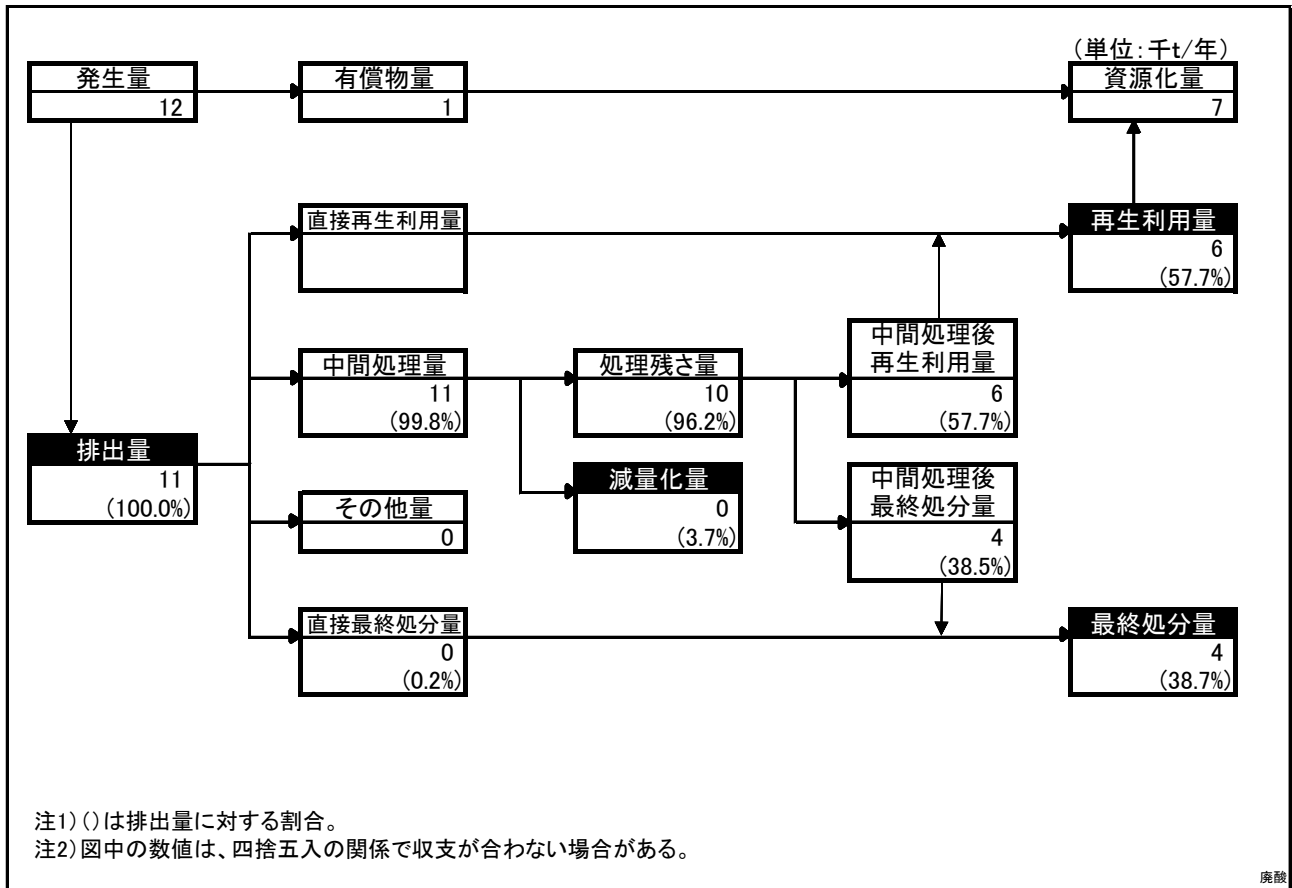 (単位:千t/年)
発生量
12
有償物量
1
資源化量
7
直接再生利用量
再生利用量
6
(57.7%)
中間処理量
11
(99.8%)
処理残さ量
10
(96.2%)
中間処理後
再生利用量
6
(57.7%)
排出量
11
(100.0%)
その他量
0
減量化量
0
(3.7%)
中間処理後
最終処分量
4
(38.5%)
直接最終処分量
0
(0.2%)
最終処分量
4
(38.7%)
注1)()は排出量に対する割合。
注2)図中の数値は、四捨五入の関係で収支が合わない場合がある。
廃酸